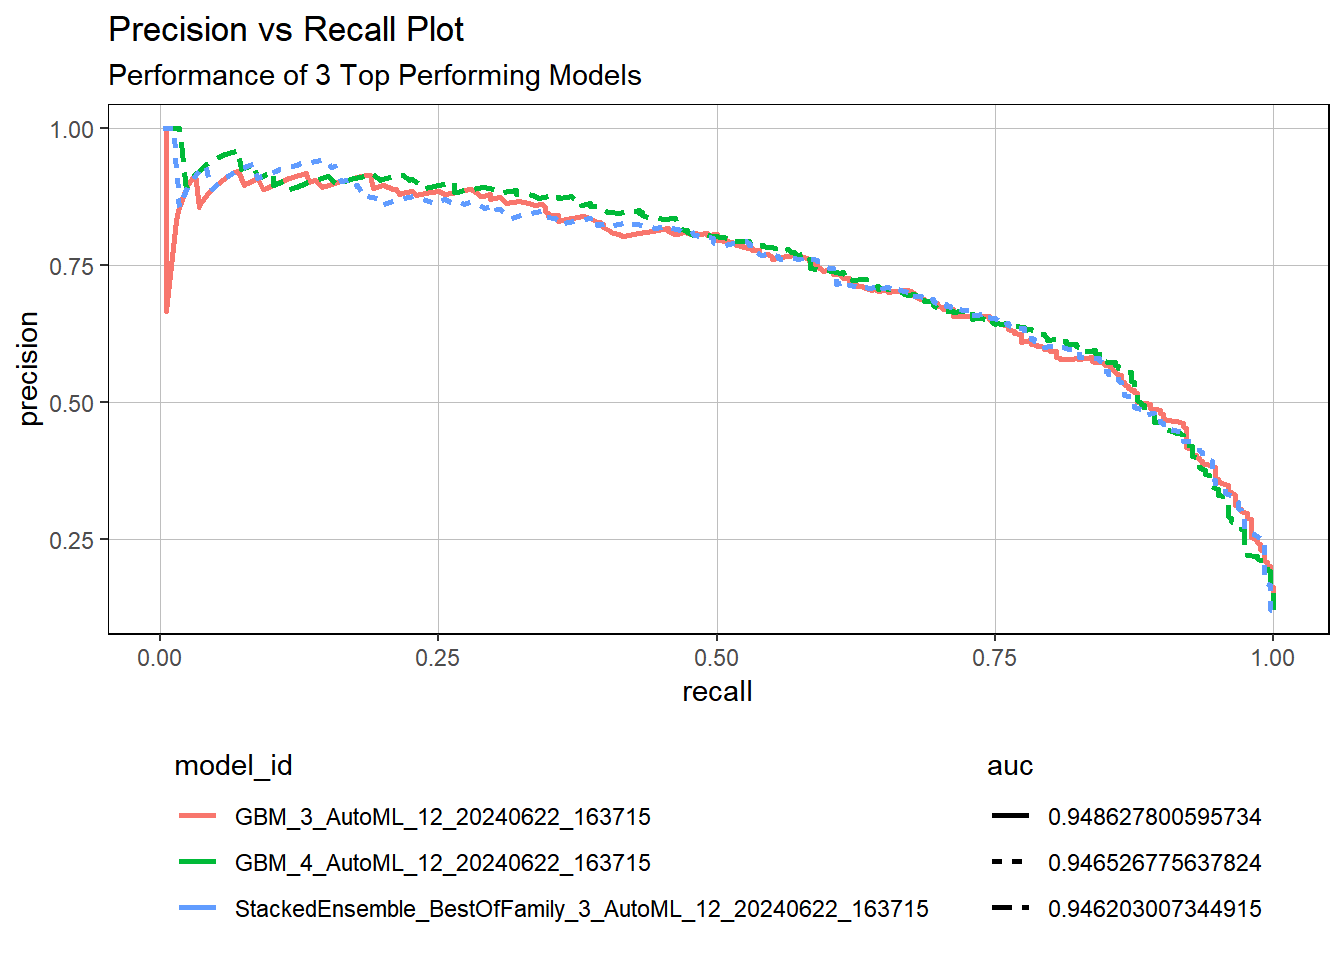 Precision vs Recall Plot
Performance of 3 Top Performing Models
precision
1.00
0.75
0.50
0.25
0.00 0.25 0.50 0.75 1.00
recall
model_id
GBM_3_AutoML_12_20240622_163715
GBM_4_AutoML_12_20240622_163715
StackedEnsemble_BestOfFamily_3_AutoML_12_20240622_163715
auc
0.948627800595734
0.946526775637824
0.946203007344915